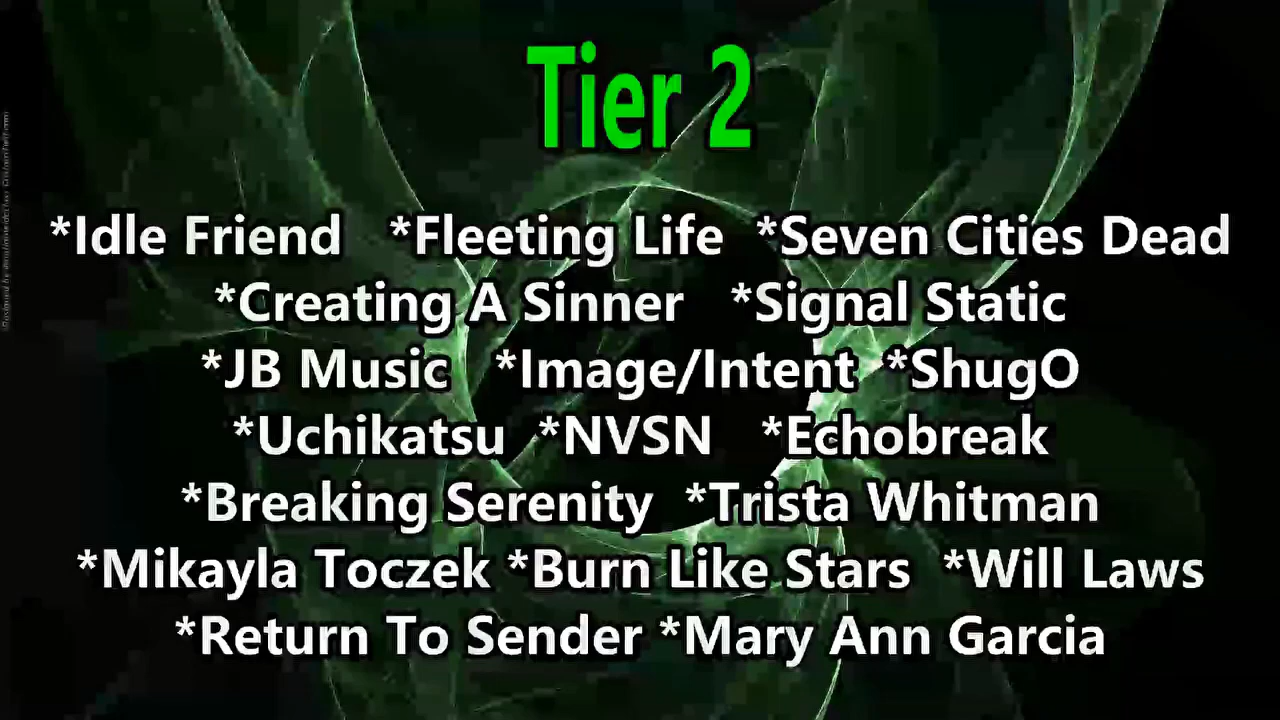 Tier 2
*Idle Friend *Fleeting Life *Seven Cities Dead
*Creating A Sinner *Signal Static
*JB Music *Image/Intent *ShugO
*Uchikatsu *NVSN *Echobreak
*Breaking Serenity *Trista Whitman
*Mikayla Toczek *Burn Like Stars *Will Laws
*Return To Sender *Mary Ann Garcia